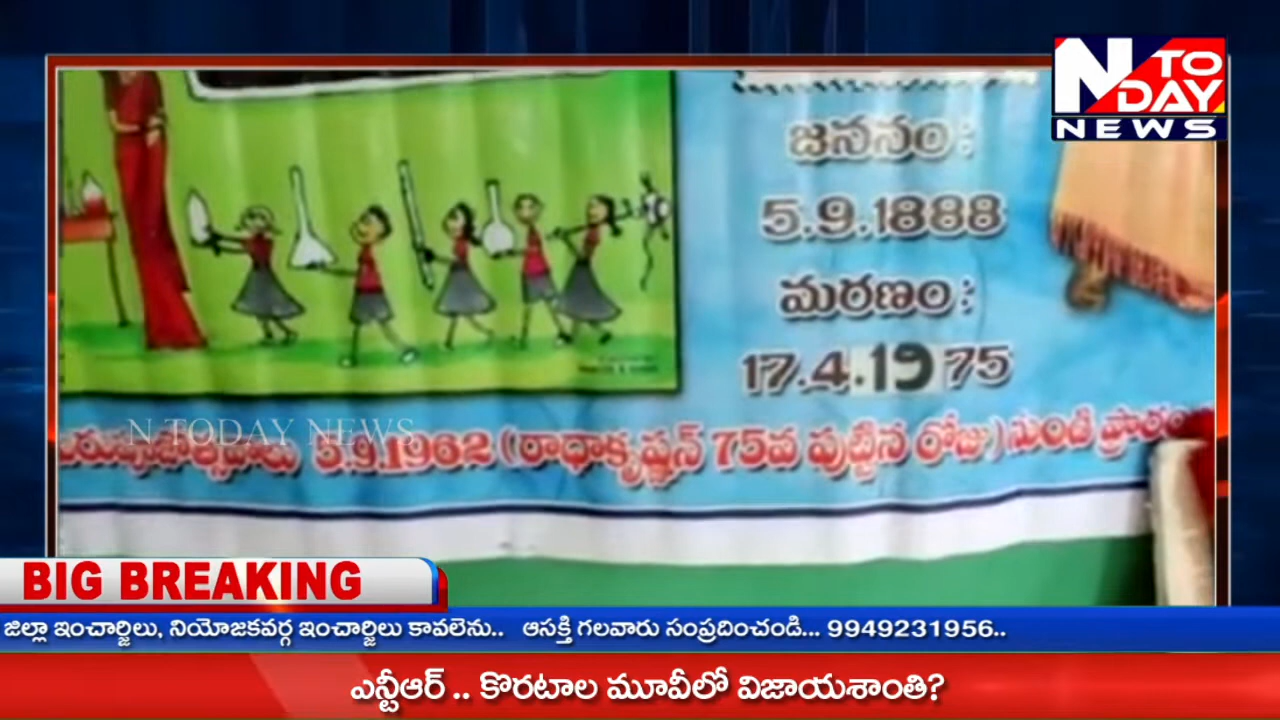 N TO DAY
NEWS
జననం :
5.9.1888
మరణం :
17.4.1975
5.9.1962 (రాధాకృష్ణన్ 75వ పుట్టిన రోజు) నుండి
N TODAY NEWS
BIG BREAKING
జిల్లా ఇంచార్జిలు, నియోజకవర్గ ఇంచార్జిలు కావలెను.. ఆసక్తి గలవారు సంప్రదించండి... 9949231956..
ఎన్టీఆర్ .. కొరటాల మూవీలో విజాయశాంతి?